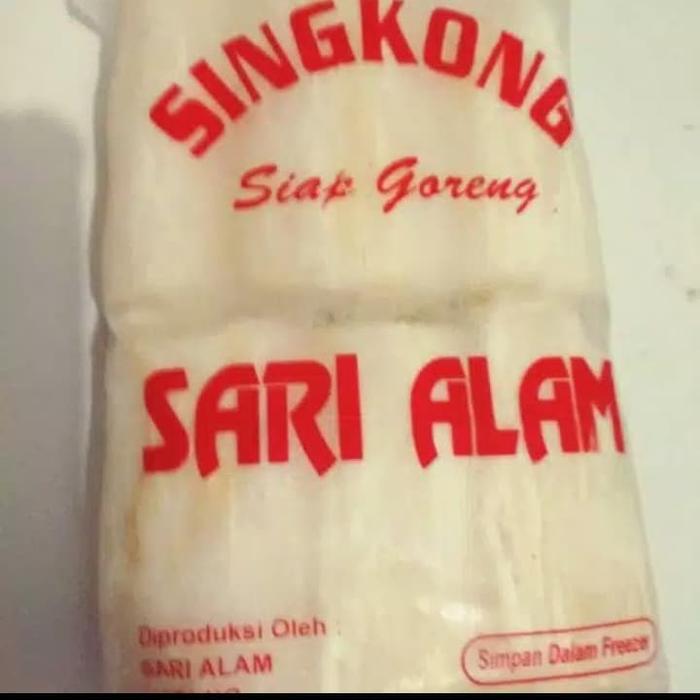 SINGKONG
Siap Goreng
SARI ALAM
Diproduksi Oleh :
SARI ALAM
Simpan Dalam Freezer